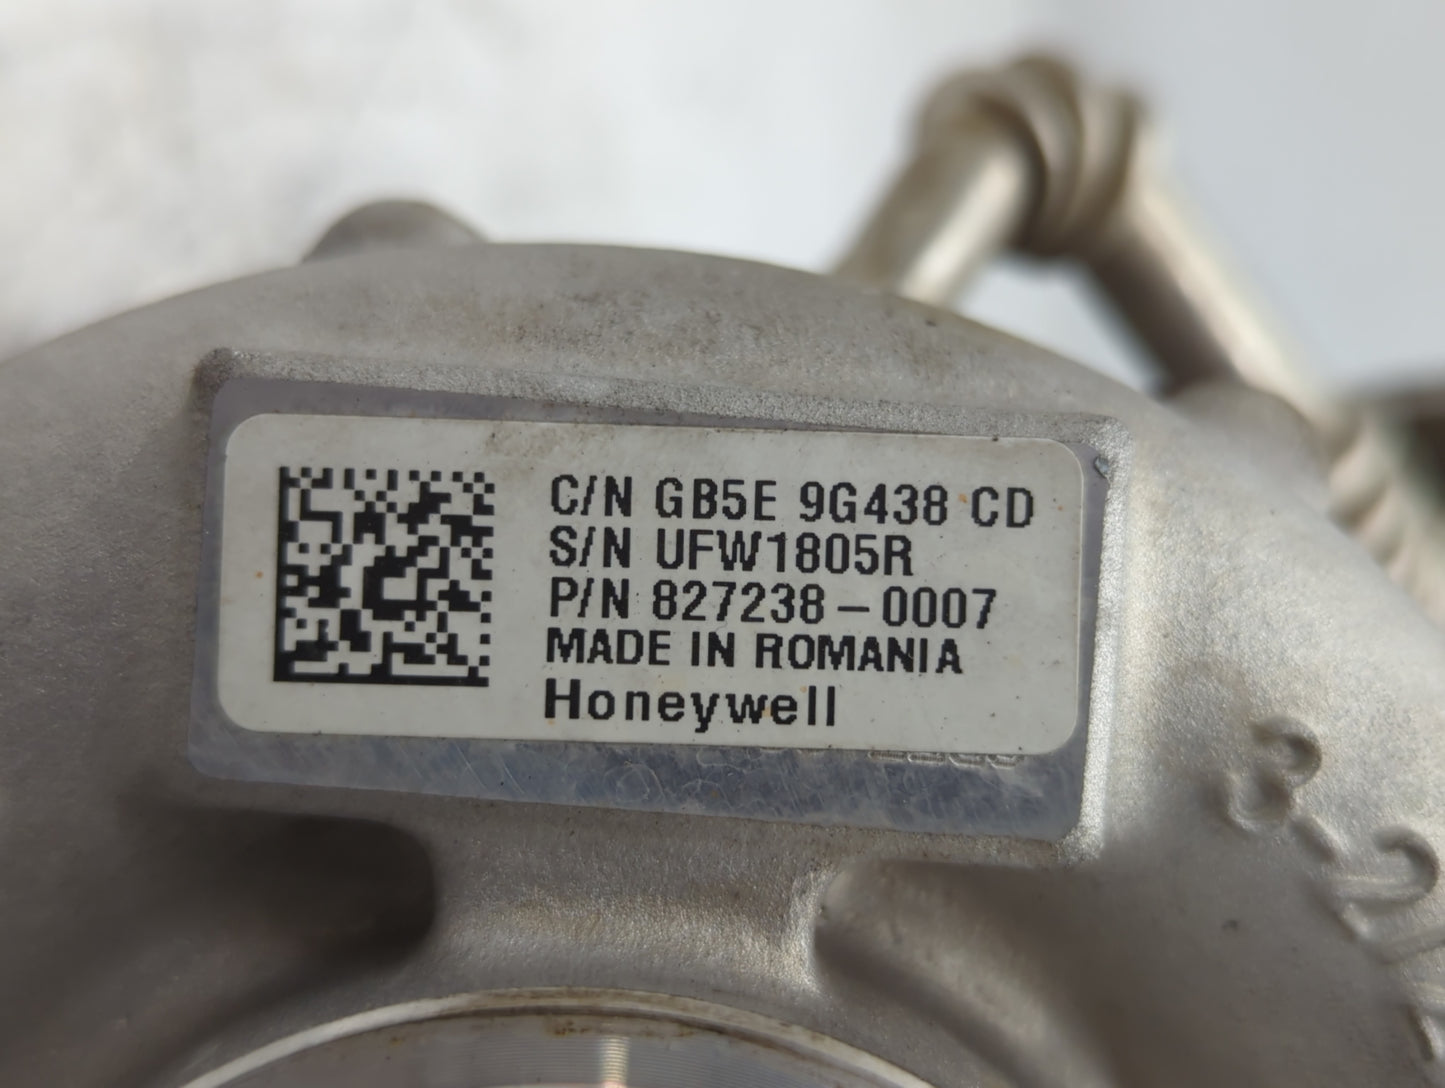 C/N GB5E 9G438 CD
S/N UFW1805R
P/N 827238-0007
MADE IN ROMANIA
Honeywell